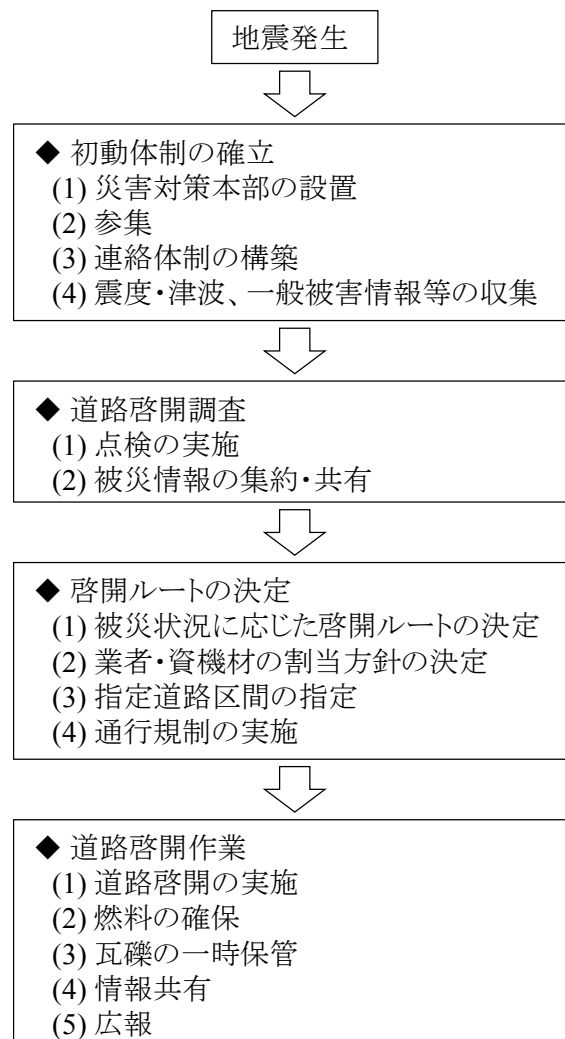 地震発生
◆ 初動体制の確立
(1) 災害対策本部の設置
(2) 参集
(3) 連絡体制の構築
(4) 震度・津波、一般被害情報等の収集
◆ 道路啓開調査
(1) 点検の実施
(2) 被災情報の集約・共有
◆ 啓開ルートの決定
(1) 被災状況に応じた啓開ルートの決定
(2) 業者・資機材の割当方針の決定
(3) 指定道路区間の指定
(4) 通行規制の実施
◆ 道路啓開作業
(1) 道路啓開の実施
(2) 燃料の確保
(3) 瓦礫の一時保管
(4) 情報共有
(5) 広報